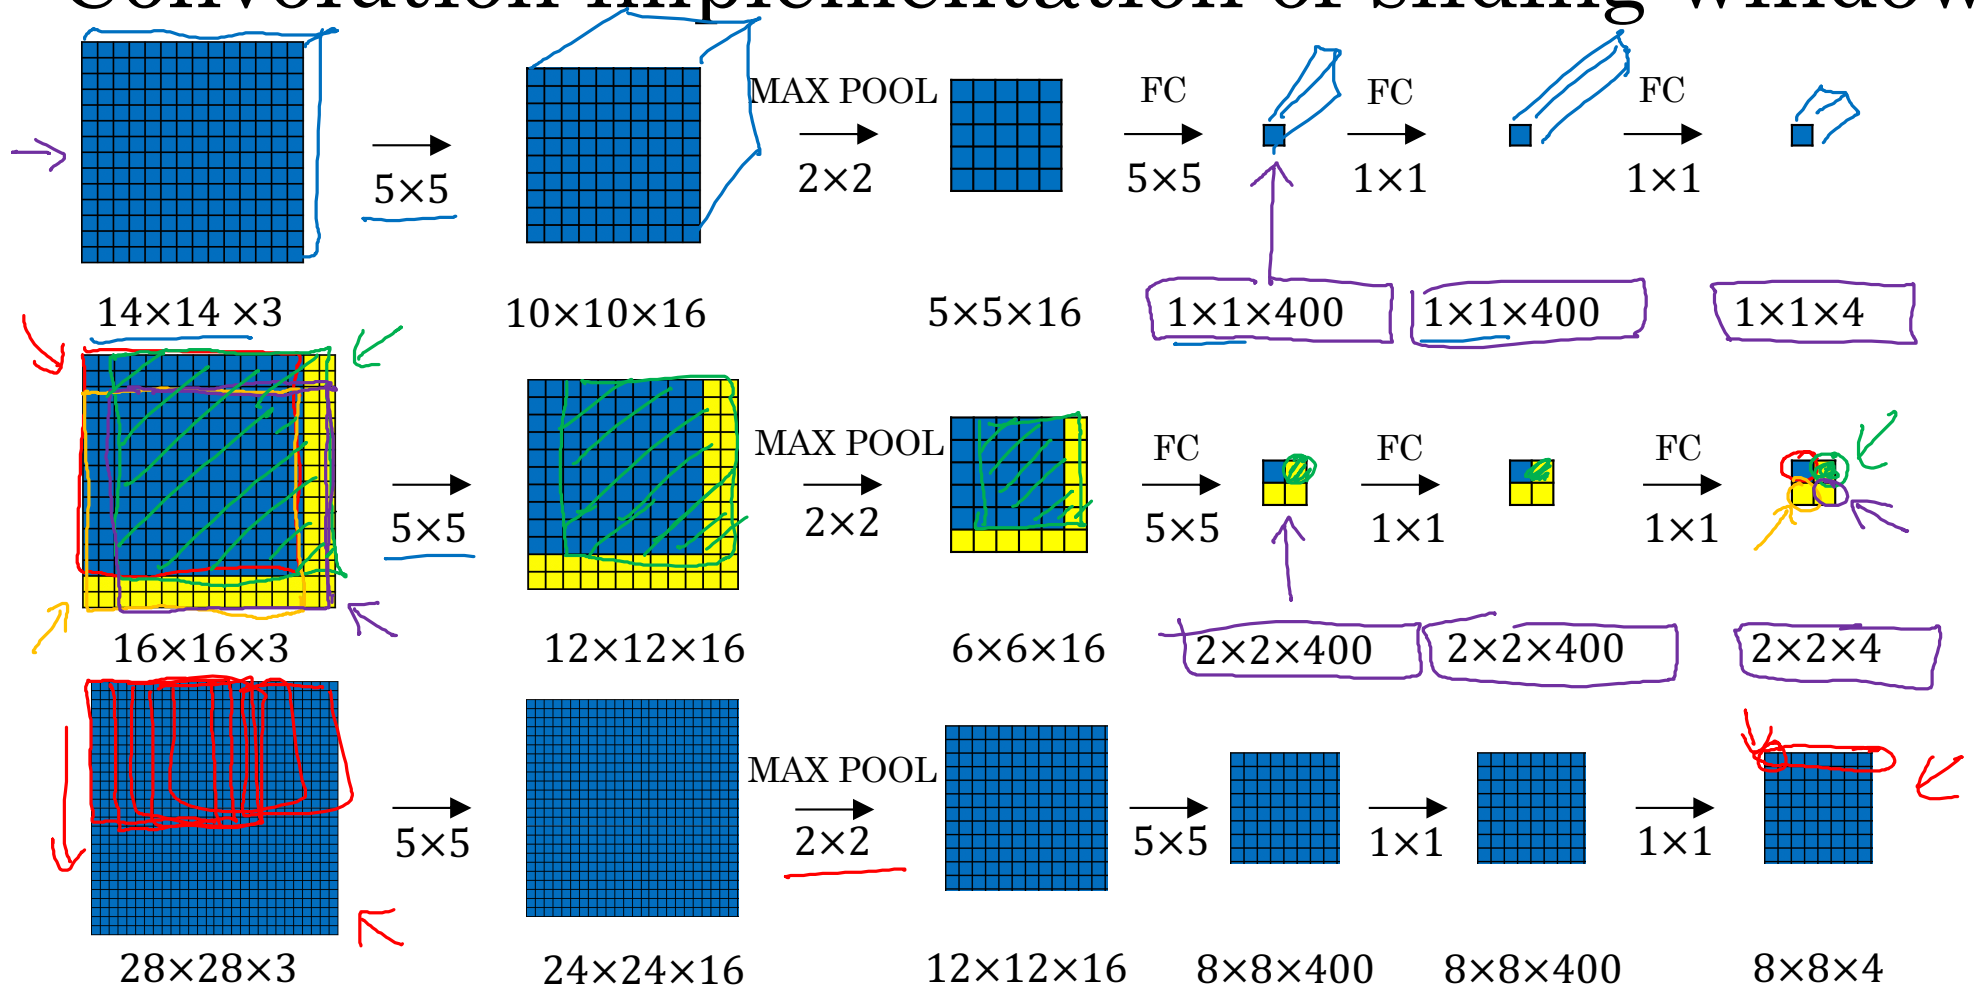 Convolution implementation of sliding window
MAX POOL FC FC FC
5×5 2×2 5×5 1×1 1×1
14×14 ×3 10×10×16 5×5×16 1×1×400 1×1×400 1×1×4
MAX POOL FC FC FC
5×5 2×2 5×5 1×1 1×1
16×16×3 12×12×16 6×6×16 2×2×400 2×2×400 2×2×4
MAX POOL
5×5 2×2 5×5 1×1 1×1
28×28×3 24×24×16 12×12×16 8×8×400 8×8×400 8×8×4